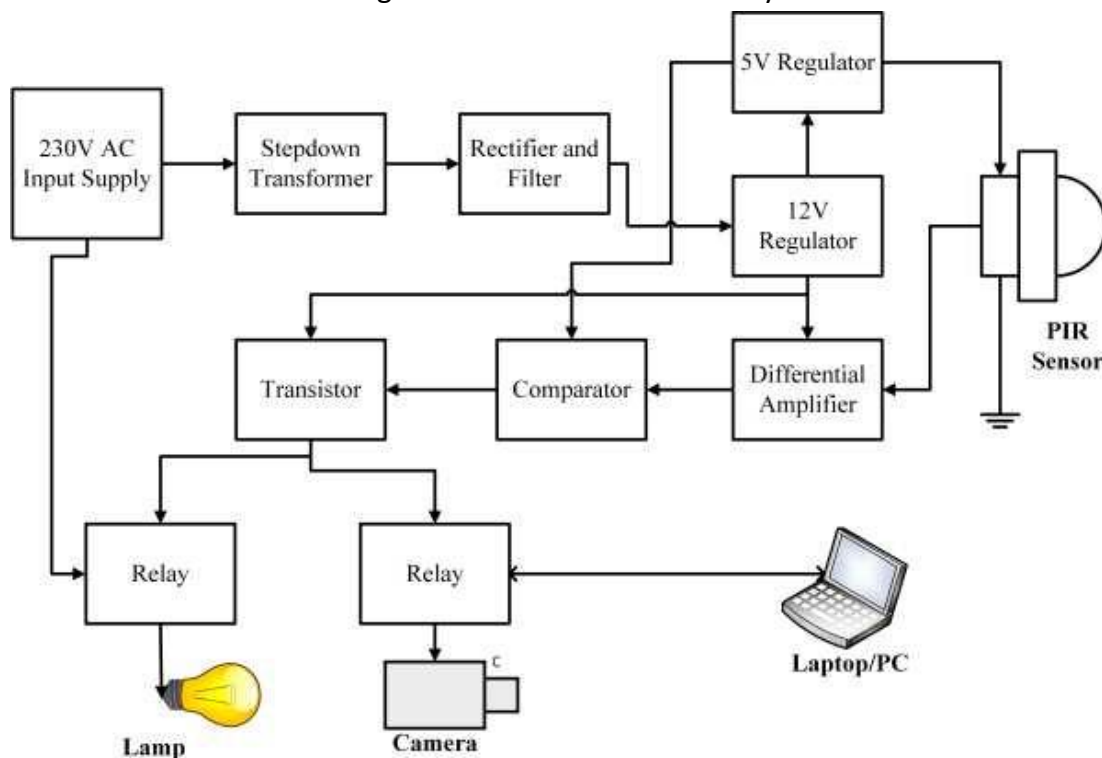 5V Regulator
230V AC
Input Supply
Stepdown
Transformer
Rectifier and
Filter
12V
Regulator
PIR
Sensor
Transistor
Comparator
Differential
Amplifier
Relay
Relay
Laptop/PC
C
Lamp
Camera